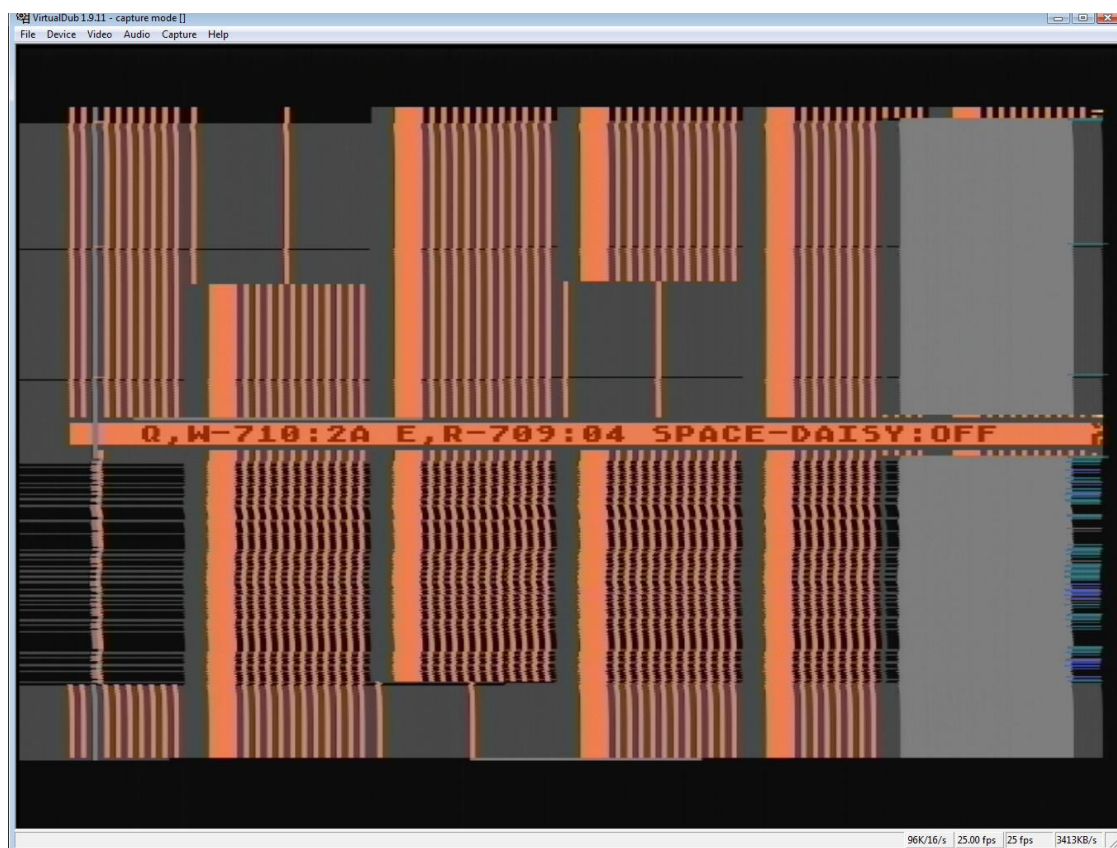 VirtualDub 1.9.11 - capture mode []
File Device Video Audio Capture Help
Q,W-710:2A E,R-709:04 SPACE-DAISY:OFF
96K/16/s 25.00 fps 25 fps 3413KB/s